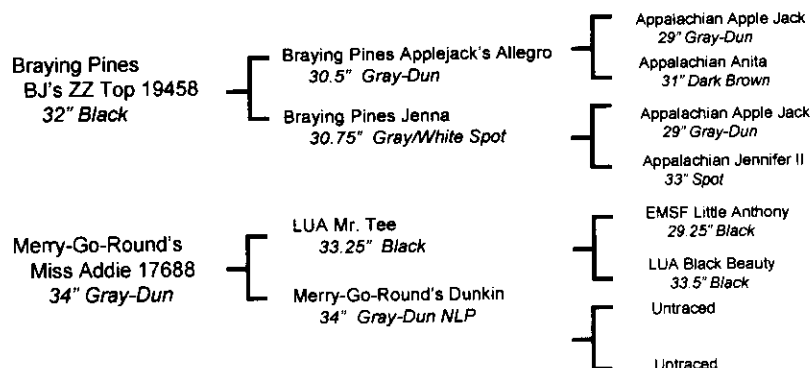 Braying Pines
BJ's ZZ Top 19458
32" Black
Braying Pines Applejack's Allegro
30.5" Gray-Dun
Appalachian Apple Jack
29" Gray-Dun
Appalachian Anita
31" Dark Brown
Braying Pines Jenna
30.75" Gray/White Spot
Appalachian Apple Jack
29" Gray-Dun
Appalachian Jennifer II
33" Spot
Merry-Go-Round's
Miss Addie 17688
34" Gray-Dun
LUA Mr. Tee
33.25" Black
EMSF Little Anthony
29.25" Black
LUA Black Beauty
33.5" Black
Merry-Go-Round's Dunkin
34" Gray-Dun NLP
Untraced
Untraced